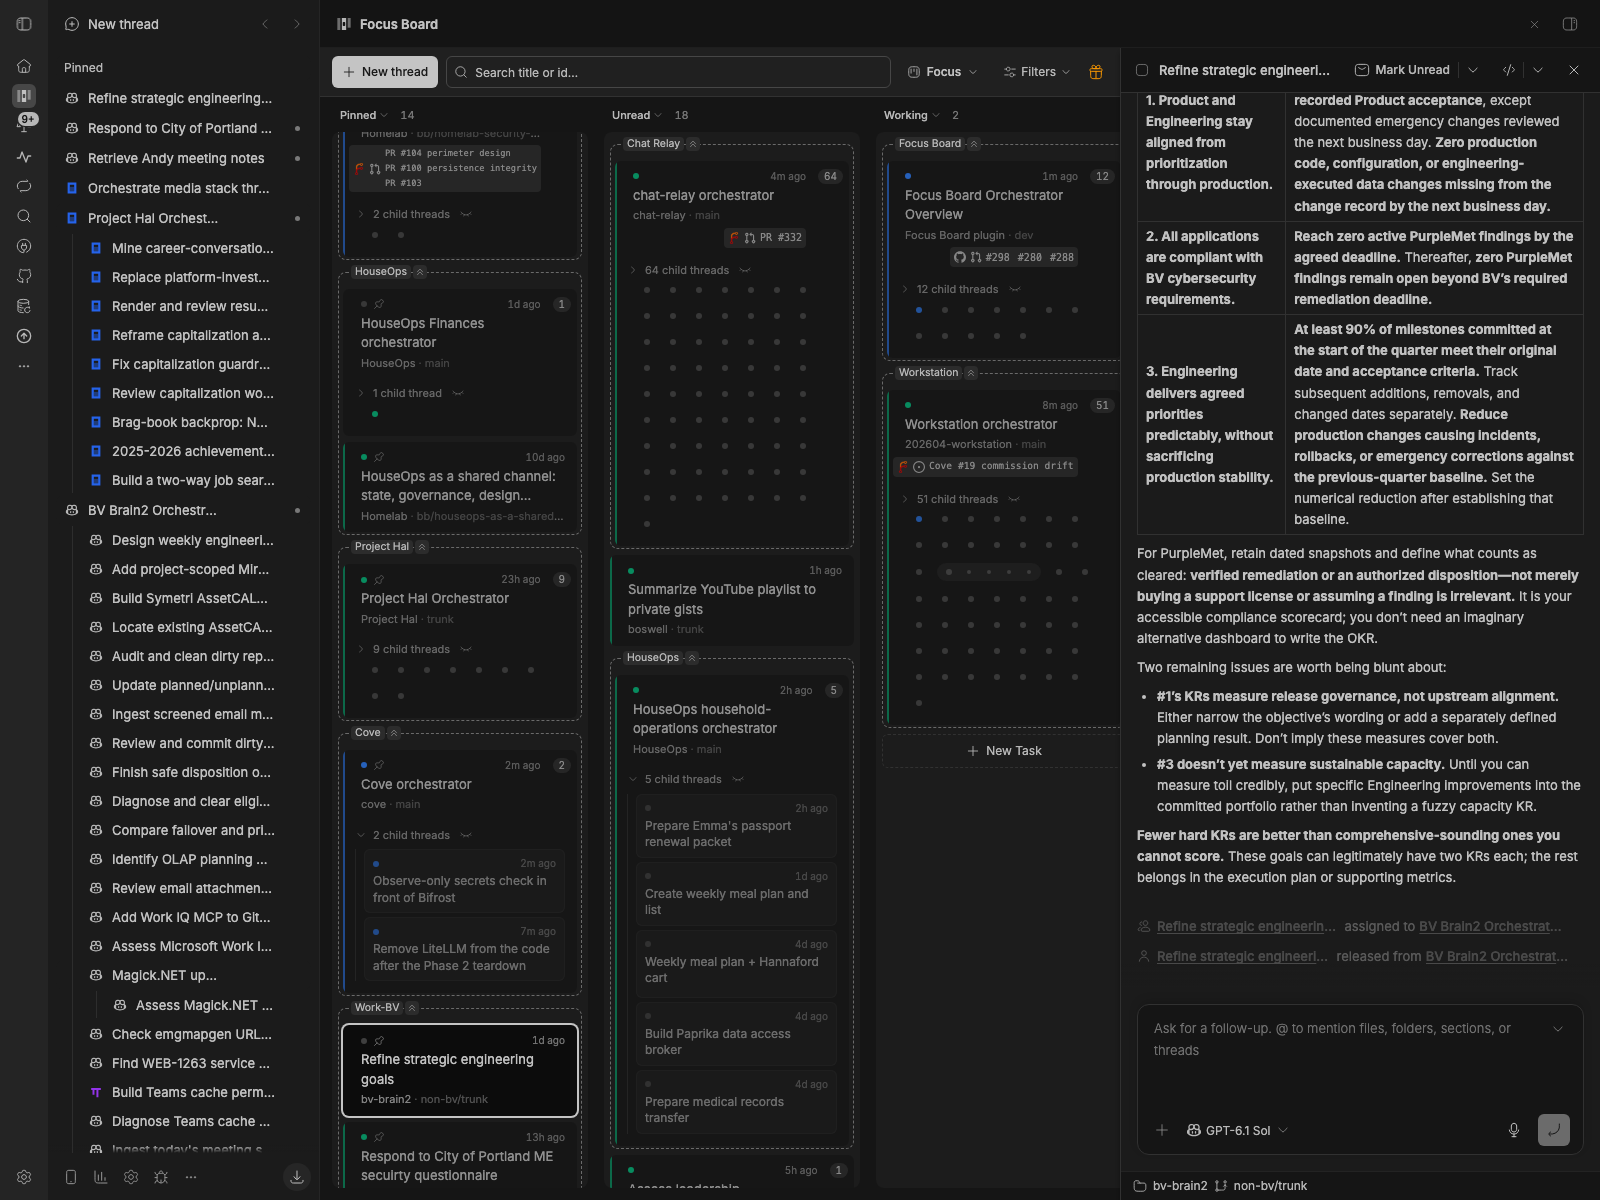 New thread
Pinned
Refine strategic engineering...
Respond to City of Portland ...
Retrieve Andy meeting notes
Orchestrate media stack thr...
Project Hal Orchest...
Mine career-conversatio...
Replace platform-invest...
Render and review resu...
Reframe capitalization a...
Fix capitalization guardr...
Review capitalization wo...
Brag-book backprop: N...
2025-2026 achievement...
Build a two-way job sear...
BV Brain2 Orchestr...
Design weekly engineeri...
Add project-scoped Mir...
Build Symetri AssetCAL...
Locate existing AssetCA...
Audit and clean dirty rep...
Update planned/unplann...
Ingest screened email m...
Review and commit dirty...
Finish safe disposition o...
Diagnose and clear eligi...
Compare failover and pri...
Identify OLAP planning ...
Review email attachmen...
Add Work IQ MCP to Git...
Assess Microsoft Work I...
Magick.NET up...
Assess Magick.NET ...
Check emgmapgen URL...
Find WEB-1263 service ...
Build Teams cache perm...
Diagnose Teams cache ...
Ingest today's meeting s...
9+
Focus Board
New thread
Search title or id...
Focus
Filters
Pinned 14
Homelab · bb/homelab-security-...
PR #104 perimeter design
PR #100 persistence integrity
PR #103
2 child threads
HouseOps
1d ago 1
HouseOps Finances
orchestrator
HouseOps · main
1 child thread
10d ago
HouseOps as a shared channel:
state, governance, design...
Homelab · bb/houseops-as-a-shared...
Project Hal
23h ago 9
Project Hal Orchestrator
Project Hal · trunk
9 child threads
Cove
2m ago 2
Cove orchestrator
cove · main
2 child threads
2m ago
Observe-only secrets check in
front of Bifrost
7m ago
Remove LiteLLM from the code
after the Phase 2 teardown
Work-BV
1d ago
Refine strategic engineering
goals
bv-brain2 · non-bv/trunk
13h ago
Respond to City of Portland ME
secuirty questionnaire
Unread 18
Chat Relay
4m ago 64
chat-relay orchestrator
chat-relay · main
PR #332
64 child threads
1h ago
Summarize YouTube playlist to
private gists
boswell · trunk
HouseOps
2h ago 5
HouseOps household-
operations orchestrator
HouseOps · main
5 child threads
2h ago
Prepare Emma's passport
renewal packet
1d ago
Create weekly meal plan and
list
4d ago
Weekly meal plan + Hannaford
cart
4d ago
Build Paprika data access
broker
4d ago
Prepare medical records
transfer
5h ago 1
Assess leadership
Working 2
Focus Board
1m ago 12
Focus Board Orchestrator
Overview
Focus Board plugin · dev
#298 #280 #288
12 child threads
Workstation
8m ago 51
Workstation orchestrator
202604-workstation · main
Cove #19 commission drift
51 child threads
New Task
Refine strategic engineeri...
Mark Unread
1. Product and
Engineering stay
aligned from
prioritization
through production.
recorded Product acceptance, except
documented emergency changes reviewed
the next business day. Zero production
code, configuration, or engineering-
executed data changes missing from the
change record by the next business day.
2. All applications
are compliant with
BV cybersecurity
requirements.
Reach zero active PurpleMet findings by the
agreed deadline. Thereafter, zero PurpleMet
findings remain open beyond BV’s required
remediation deadline.
3. Engineering
delivers agreed
priorities
predictably, without
sacrificing
production stability.
At least 90% of milestones committed at
the start of the quarter meet their original
date and acceptance criteria. Track
subsequent additions, removals, and
changed dates separately. Reduce
production changes causing incidents,
rollbacks, or emergency corrections against
the previous-quarter baseline. Set the
numerical reduction after establishing that
baseline.
For PurpleMet, retain dated snapshots and define what counts as
cleared: verified remediation or an authorized disposition—not merely
buying a support license or assuming a finding is irrelevant. It is your
accessible compliance scorecard; you don’t need an imaginary
alternative dashboard to write the OKR.
Two remaining issues are worth being blunt about:
• #1’s KRs measure release governance, not upstream alignment.
Either narrow the objective’s wording or add a separately defined
planning result. Don’t imply these measures cover both.
• #3 doesn’t yet measure sustainable capacity. Until you can
measure toil credibly, put specific Engineering improvements into the
committed portfolio rather than inventing a fuzzy capacity KR.
Fewer hard KRs are better than comprehensive-sounding ones you
cannot score. These goals can legitimately have two KRs each; the rest
belongs in the execution plan or supporting metrics.
Refine strategic engineerin... assigned to BV Brain2 Orchestrat...
Refine strategic engineeri... released from BV Brain2 Orchestrat...
Ask for a follow-up. @ to mention files, folders, sections, or
threads
GPT-6.1 Sol
bv-brain2 non-bv/trunk